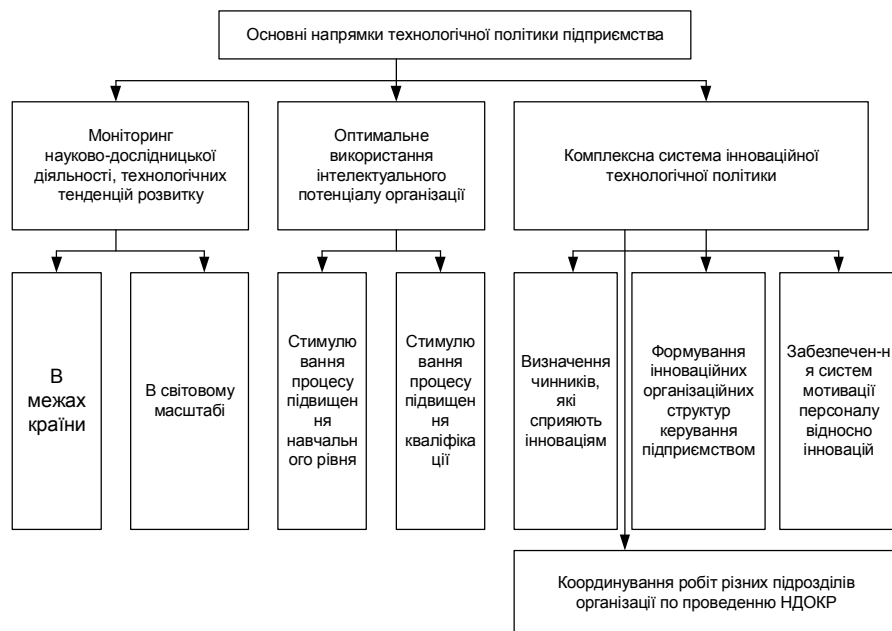 Основні напрямки технологічної політики підприємства
Моніторинг
науково-дослідницької
діяльності, технологічних
тенденцій розвитку
Оптимальне
використання
інтелектуального
потенціалу організації
Комплексна система інноваційної
технологічної політики
В
межах
країни
В світовому
масштабі
Стимулю
вання
процесу
підвищен
ня
навчальн
ого рівня
Стимулю
вання
процесу
підвищен
ня
кваліфіка
ції
Визначення
чинників,
які
сприяють
інноваціям
Формування
інноваційних
організаційних
структур
керування
підприємством
Забезпечен-н
я систем
мотивації
персоналу
відносно
інновацій
Координування робіт різних підрозділів
організації по проведенню НДОКР